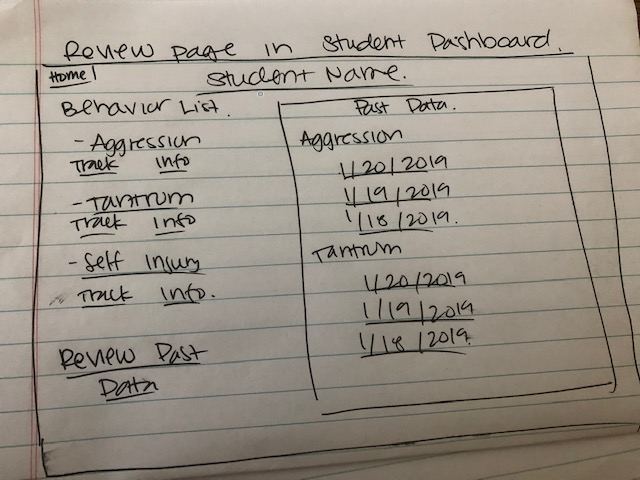 Review page in Student Dashboard.
Home
Student Name.
Behavior List.
- Aggression
Track Info
- Tantrum
Track Info
- Self Injury
Track Info.
Review Past
Data
Past Data.
Aggression
1/20/2019
1/19/2019
1/18/2019.
Tantrum
1/20/2019
1/19/2019
1/18/2019.